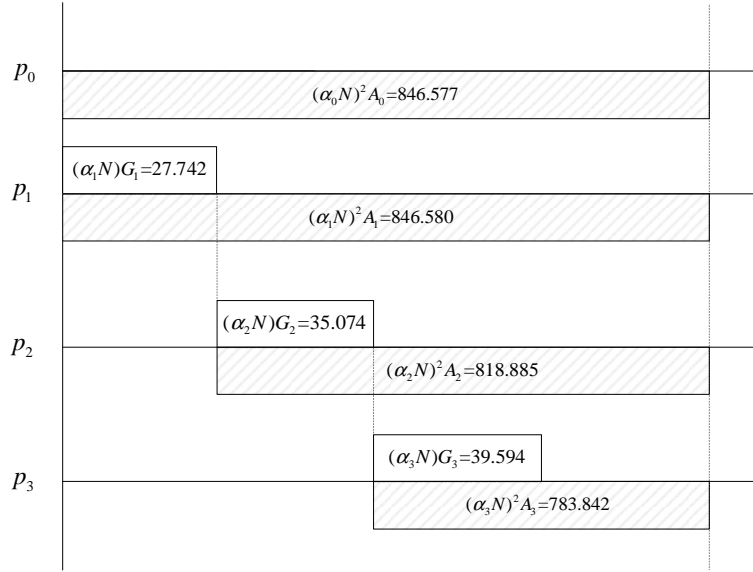 p₀
(α₀N)²A₀=846.577
(α₁N)G₁=27.742
p₁
(α₁N)²A₁=846.580
(α₂N)G₂=35.074
p₂
(α₂N)²A₂=818.885
(α₃N)G₃=39.594
p₃
(α₃N)²A₃=783.842